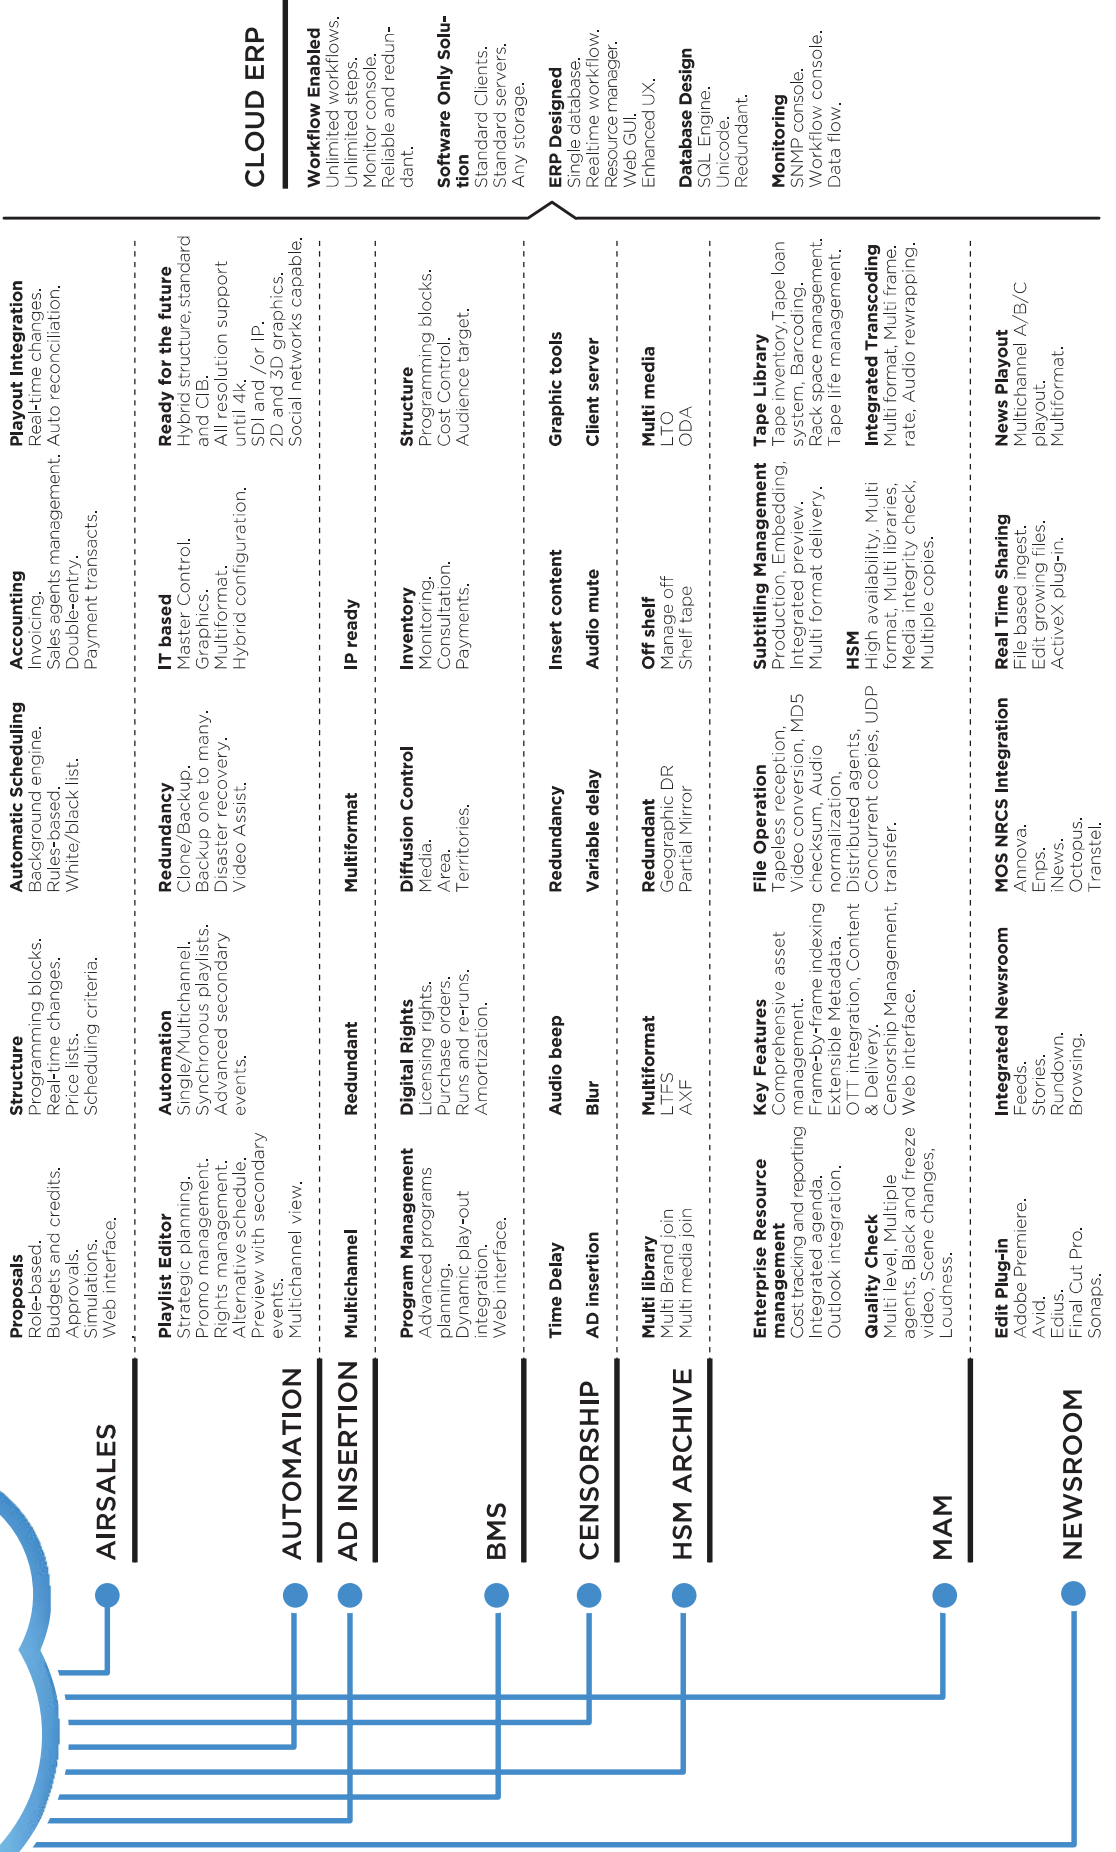 AIRSALES
Proposals
Role-based.
Budgets and credits.
Approvals.
Simulations.
Web interface.
.
Structure
Programming blocks.
Real-time changes.
Price lists.
Scheduling criteria.
Automatic Scheduling
Background engine.
Rules-based.
White/black list.
Accounting
Invoicing.
Sales agents management.
Double-entry.
Payment transacts.
Playout Integration
Real-time changes.
Auto reconciliation.
AUTOMATION
Playlist Editor
Strategic planning.
Promo management.
Rights management.
Alternative schedule.
Preview with secondary
events.
Multichannel view.
Automation
Single/Multichannel.
Synchronous playlists.
Advanced secondary
events.
Redundancy
Clone/Backup.
Backup one to many.
Disaster recovery.
Video Assist.
IT based
Master Control.
Graphics.
Multiformat.
Hybrid configuration.
Ready for the future
Hybrid structure,standard
and CIB.
All resolution support
until 4k.
SDI and /or IP.
2D and 3D graphics.
Social networks capable.
AD INSERTION
Multichannel
Redundant
Multiformat
IP ready
BMS
Program Management
Advanced programs
planning.
Dynamic play-out
integration.
Web interface.
Digital Rights
Licensing rights.
Purchase orders.
Runs and re-runs.
Amortization.
Diffusion Control
Media.
Area.
Territories.
Inventory
Monitoring.
Consultation.
Payments.
Structure
Programming blocks.
Cost Control.
Audience target.
CENSORSHIP
Time Delay
AD insertion
Audio beep
Blur
Redundancy
Variable delay
Insert content
Audio mute
Graphic tools
Client server
HSM ARCHIVE
Multi library
Multi Brand join
Multi media join
Multiformat
LTFS
AXF
Redundant
Geographic DR
Partial Mirror
Off shelf
Manage off
Shelf tape
Multi media
LTO
ODA
MAM
Enterprise Resource
management
Cost tracking and reporting
Integrated agenda.
Outlook integration.
Quality Check
Multi level, Multiple
agents, Black and freeze
video, Scene changes,
Loudness.
Key Features
Comprehensive asset
management.
Frame-by-frame indexing
Extensible Metadata.
OTT integration, Content
& Delivery.
Censorship Management,
Web interface.
File Operation
Tapeless reception,
Video conversion, MD5
checksum, Audio
normalization,
Distributed agents,
Concurrent copies, UDP
transfer.
Subtitling Management
Production, Embedding,
Integrated preview.
Multi format delivery.
HSM
High availability, Multi
format, Multi libraries,
Media integrity check,
Multiple copies.
Tape Library
Tape inventory,Tape loan
system, Barcoding.
Rack space management.
Tape life management.
Integrated Transcoding
Multi format, Multi frame.
rate, Audio rewrapping.
NEWSROOM
Edit Plug-in
Adobe Premiere.
Avid.
Edius.
Final Cut Pro.
Sonaps.
Integrated Newsroom
Feeds.
Stories.
Rundown.
Browsing.
MOS NRCS Integration
Annova.
Enps.
iNews.
Octopus.
Transtel.
Real Time Sharing
File based ingest.
Edit growing files.
ActiveX plug-in.
News Playout
Multichannel A/B/C
playout.
Multiformat.
CLOUD ERP
Workflow Enabled
Unlimited workflows.
Unlimited steps.
Monitor console.
Reliable and redun-
dant.
Software Only Solu-
tion
Standard Clients.
Standard servers.
Any storage.
ERP Designed
Single database.
Realtime workflow.
Resource manager.
Web GUI.
Enhanced UX.
Database Design
SQL Engine.
Unicode.
Redundant.
Monitoring
SNMP console.
Workflow console.
Data flow.